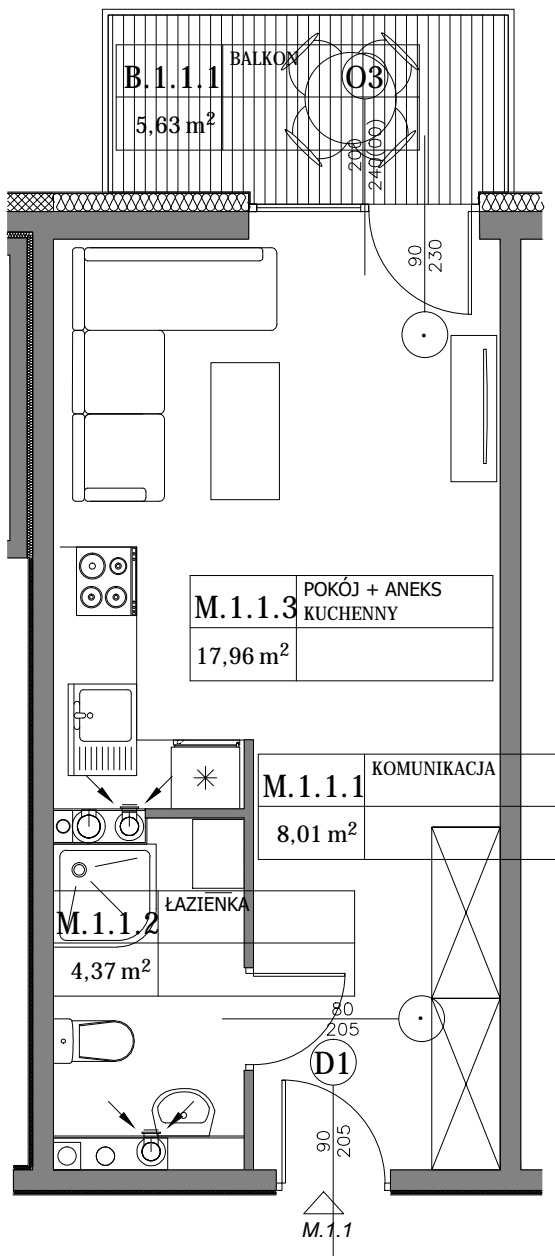 B.1.1.1 BALKON
5,63 m²
O3
200
240(00)
90
230
M.1.1.3 POKÓJ + ANEKS
KUCHENNY
17,96 m²
M.1.1.1 KOMUNIKACJA
8,01 m²
M.1.1.2 ŁAZIENKA
4,37 m²
80
205
D1
90
205
M.1.1